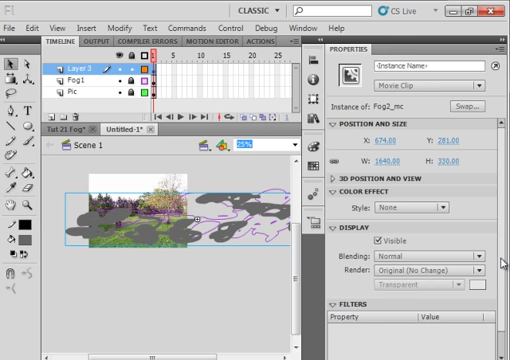 Fl
CLASSIC
CS Live
File Edit View Insert Modify Text Commands Control Debug Window Help
TIMELINE OUTPUT COMPILER ERRORS MOTION EDITOR ACTIONS
1 5 10 15 20 25
Layer 3
Fog1
Pic
Tut 21 Fog* Untitled-1*
Scene 1
25%
PROPERTIES
<Instance Name>
Movie Clip
Instance of: Fog2_mc
Swap...
POSITION AND SIZE
X: 674.00 Y: 281.00
W: 1640.00 H: 330.00
3D POSITION AND VIEW
COLOR EFFECT
Style: None
DISPLAY
Visible
Blending: Normal
Render: Original (No Change)
Transparent
FILTERS
Property Value